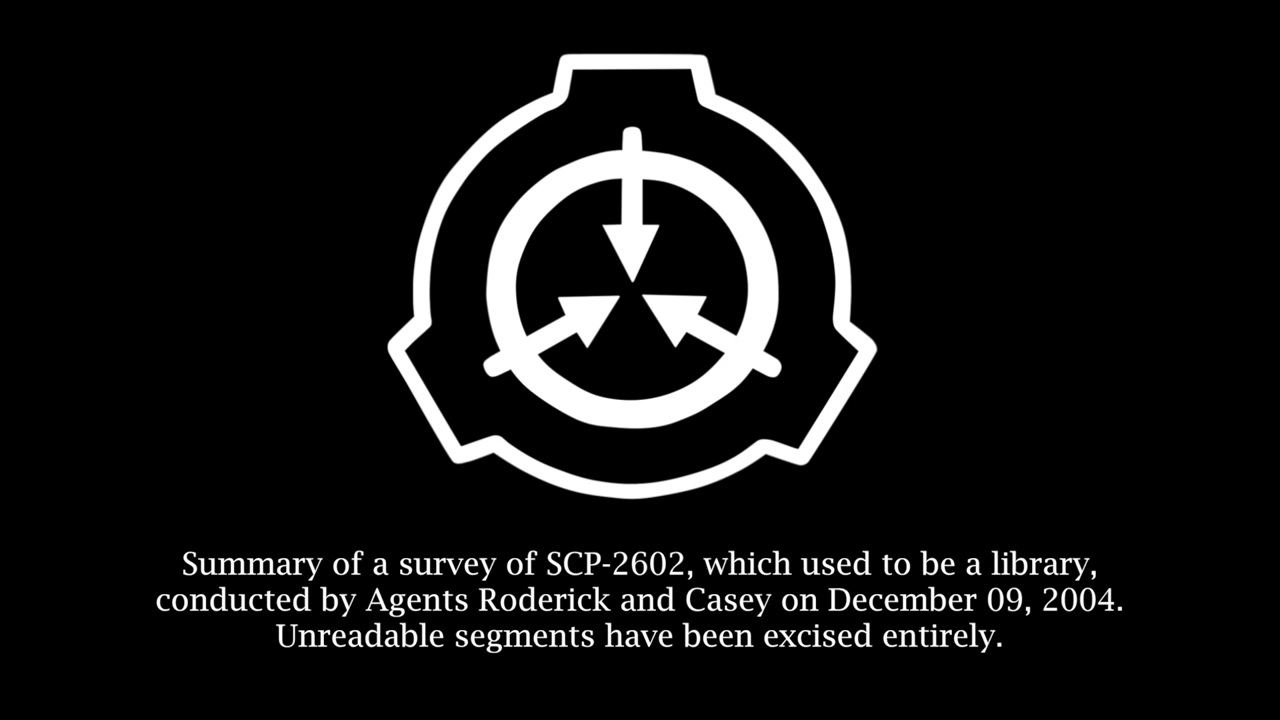 Summary of a survey of SCP-2602, which used to be a library,
conducted by Agents Roderick and Casey on December 09, 2004.
Unreadable segments have been excised entirely.